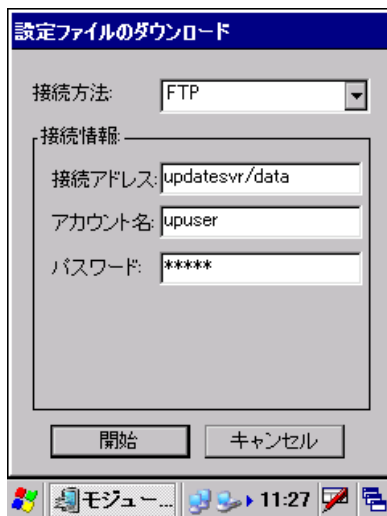 設定ファイルのダウンロード
接続方法: FTP
接続情報:
接続アドレス: updatesvr/data
アカウント名: upuser
パスワード: *****
開始 キャンセル
モジュー... 11:27